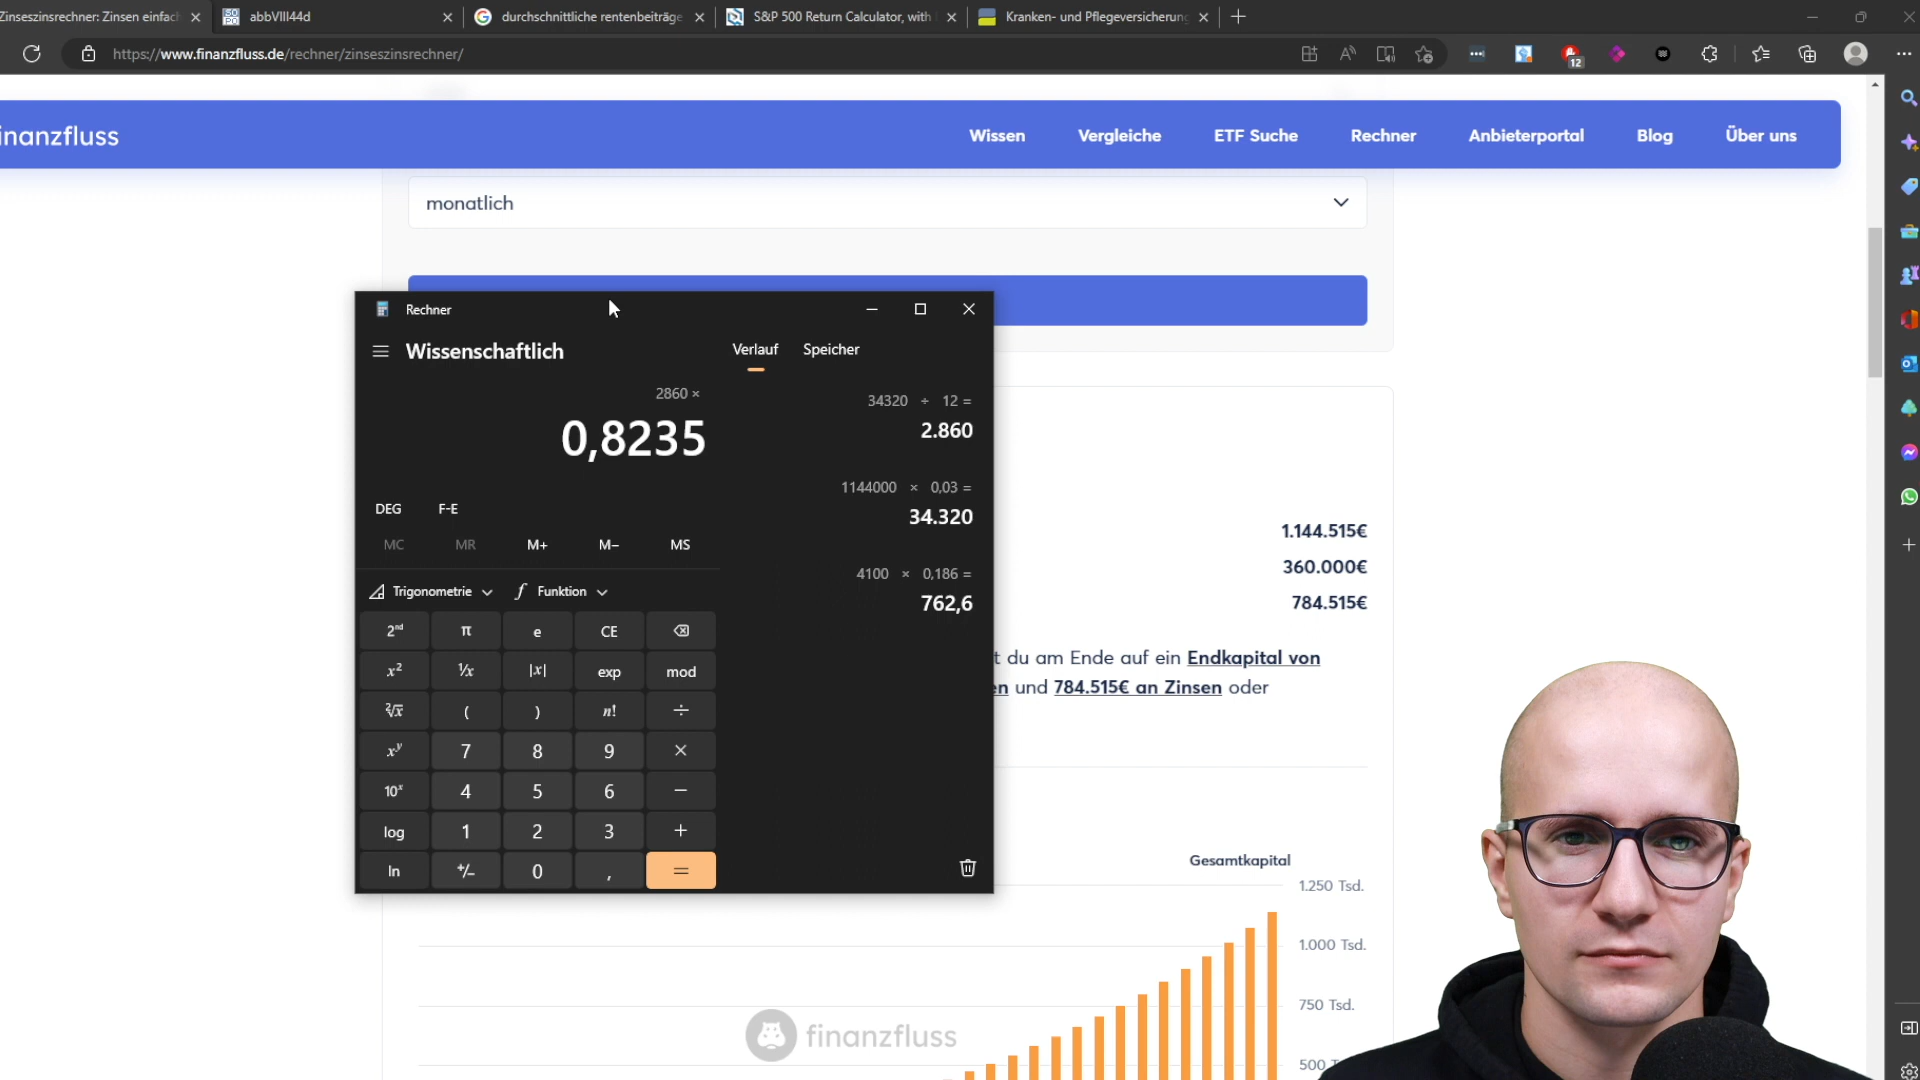 Zinseszinsrechner: Zinsen einfach
abbVIII44d
durchschnittliche rentenbeiträge
S&P 500 Return Calculator, with
Kranken- und Pflegeversicherung
https://www.finanzfluss.de/rechner/zinseszinsrechner/
12
inanzfluss
Wissen
Vergleiche
ETF Suche
Rechner
Anbieterportal
Blog
Über uns
monatlich
Rechner
Wissenschaftlich
Verlauf
Speicher
2860 ×
0,8235
34320 ÷ 12 =
2.860
1144000 × 0,03 =
34.320
4100 × 0,186 =
762,6
DEG
F-E
MC
MR
M+
M−
MS
Trigonometrie
Funktion
2nd
π
e
CE
x²
¹/x
|x|
exp
mod
²√x
(
)
n!
÷
xʸ
7
8
9
×
10ˣ
4
5
6
−
log
1
2
3
+
ln
+/−
0
,
=
1.144.515€
360.000€
784.515€
t du am Ende auf ein Endkapital von
en und 784.515€ an Zinsen oder
Gesamtkapital
1.250 Tsd.
1.000 Tsd.
750 Tsd.
500
finanzfluss